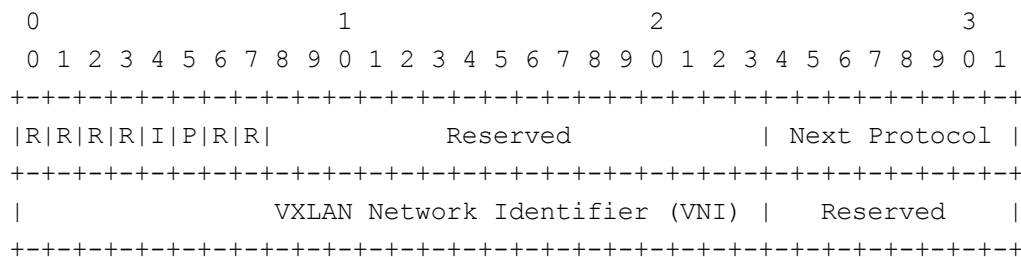 0                   1                   2                   3
 0 1 2 3 4 5 6 7 8 9 0 1 2 3 4 5 6 7 8 9 0 1 2 3 4 5 6 7 8 9 0 1
+-+-+-+-+-+-+-+-+-+-+-+-+-+-+-+-+-+-+-+-+-+-+-+-+-+-+-+-+-+-+-+-+
|R|R|R|R|I|P|R|R|           Reserved            | Next Protocol |
+-+-+-+-+-+-+-+-+-+-+-+-+-+-+-+-+-+-+-+-+-+-+-+-+-+-+-+-+-+-+-+-+
|                VXLAN Network Identifier (VNI) |   Reserved    |
+-+-+-+-+-+-+-+-+-+-+-+-+-+-+-+-+-+-+-+-+-+-+-+-+-+-+-+-+-+-+-+-+